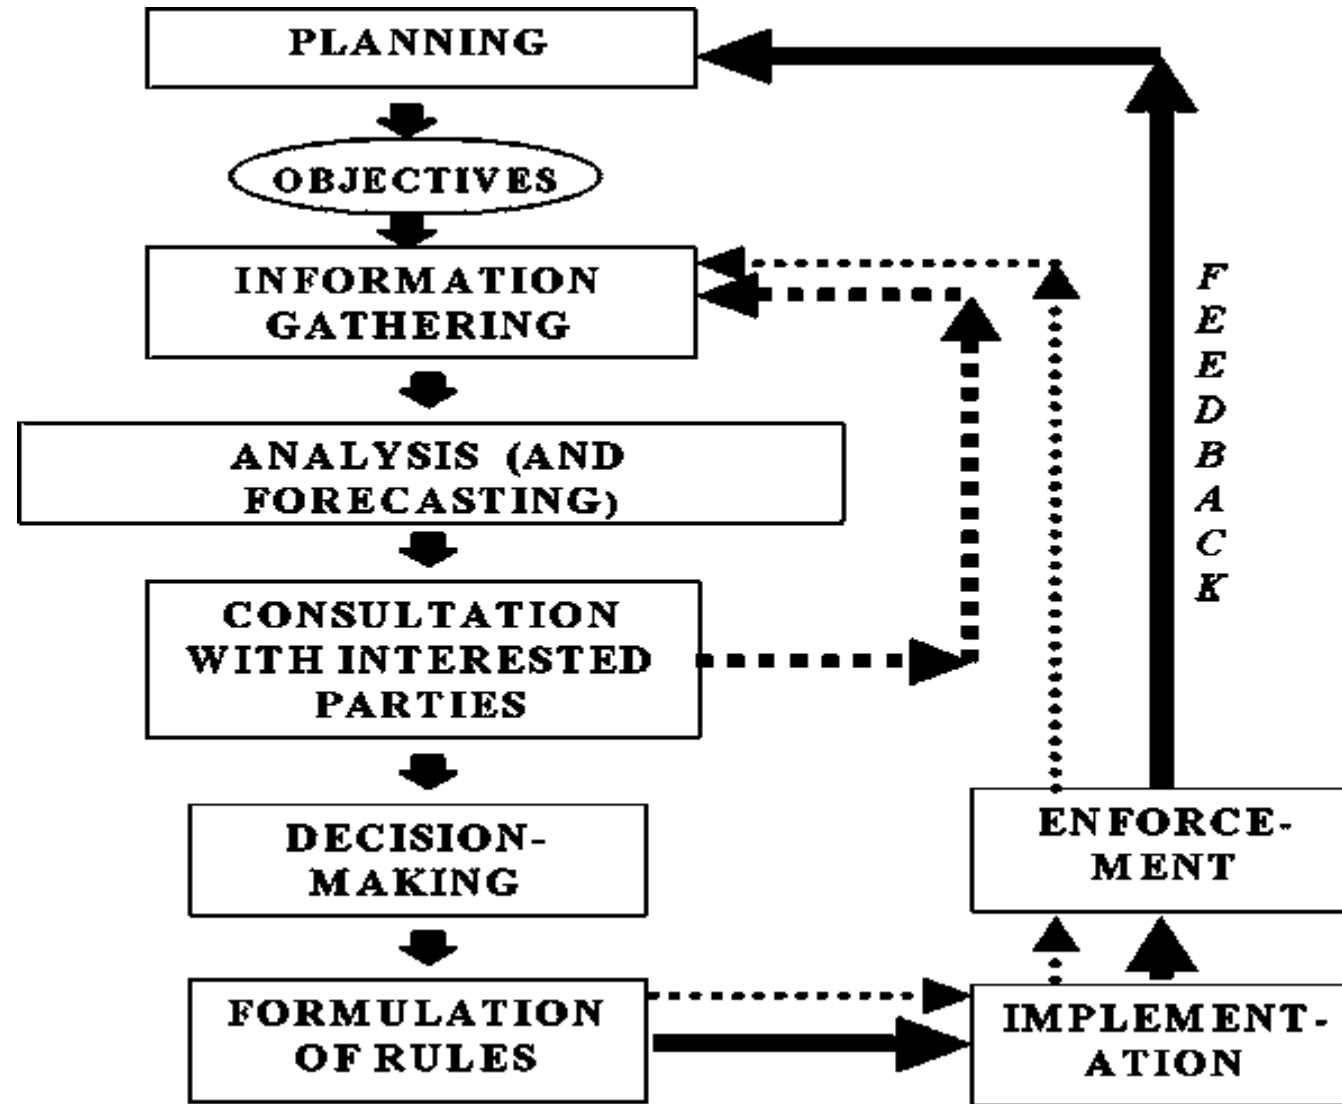 PLANNING
OBJECTIVES
INFORMATION
GATHERING
ANALYSIS (AND
FORECASTING)
CONSULTATION
WITH INTERESTED
PARTIES
DECISION-
MAKING
FORMULATION
OF RULES
IMPLEMENT-
ATION
ENFORCE-
MENT
FEEDBACK